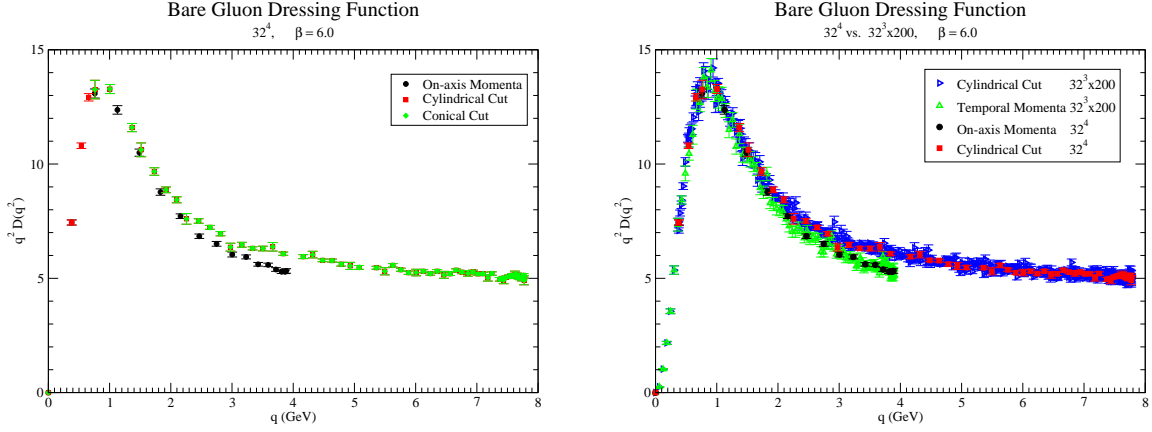 Bare Gluon Dressing Function
32⁴, β = 6.0
15
10
5
0
q² D(q²)
On-axis Momenta
Cylindrical Cut
Conical Cut
0 1 2 3 4 5 6 7 8
q (GeV)
Bare Gluon Dressing Function
32⁴ vs. 32³x200, β = 6.0
15
10
5
0
q² D(q²)
Cylindrical Cut 32³x200
Temporal Momenta 32³x200
On-axis Momenta 32⁴
Cylindrical Cut 32⁴
0 1 2 3 4 5 6 7 8
q (GeV)